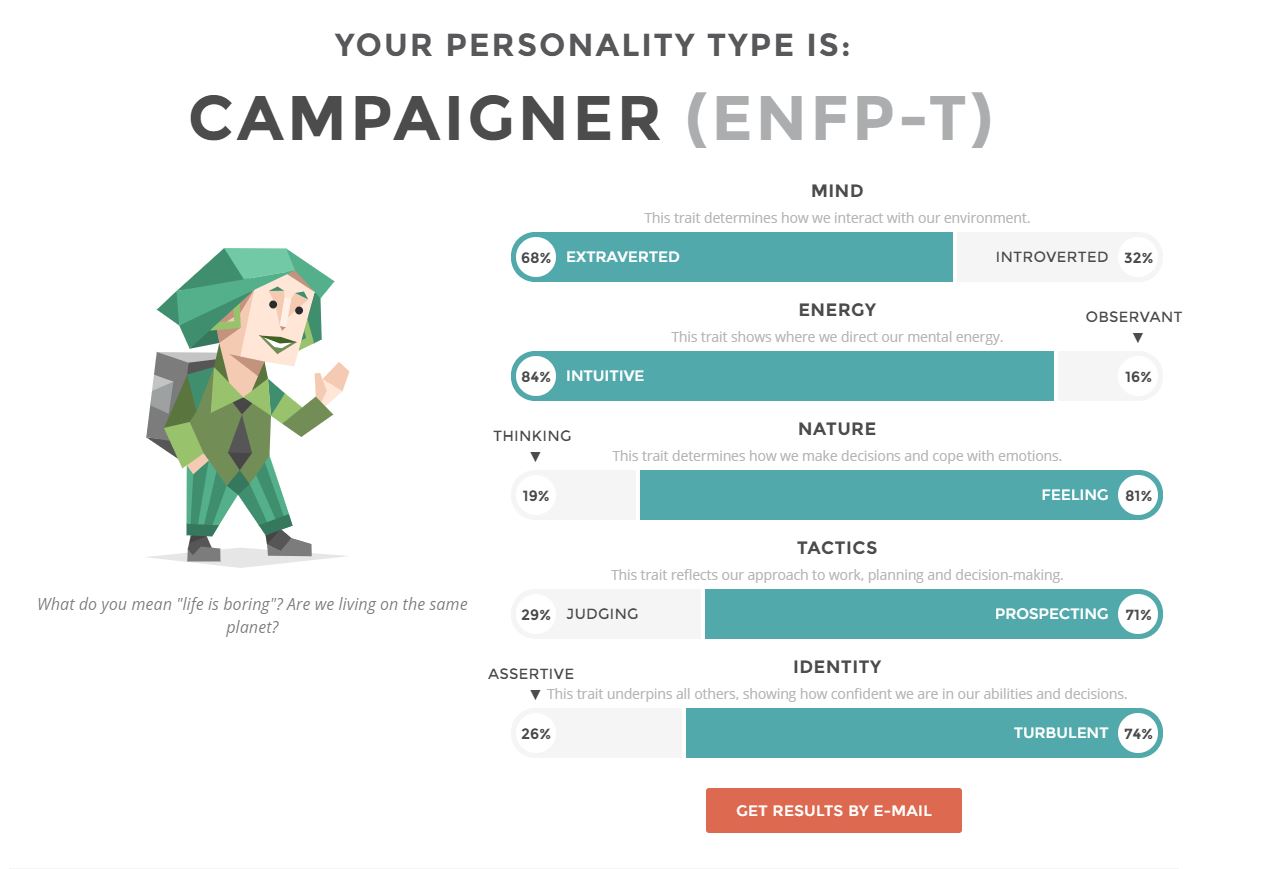 YOUR PERSONALITY TYPE IS:
CAMPAIGNER (ENFP-T)
MIND
This trait determines how we interact with our environment.
68% EXTRAVERTED INTROVERTED 32%
ENERGY
OBSERVANT
This trait shows where we direct our mental energy.
84% INTUITIVE 16%
NATURE
THINKING
This trait determines how we make decisions and cope with emotions.
19% FEELING 81%
TACTICS
This trait reflects our approach to work, planning and decision-making.
29% JUDGING PROSPECTING 71%
IDENTITY
ASSERTIVE
This trait underpins all others, showing how confident we are in our abilities and decisions.
26% TURBULENT 74%
GET RESULTS BY E-MAIL
What do you mean "life is boring"? Are we living on the same
planet?